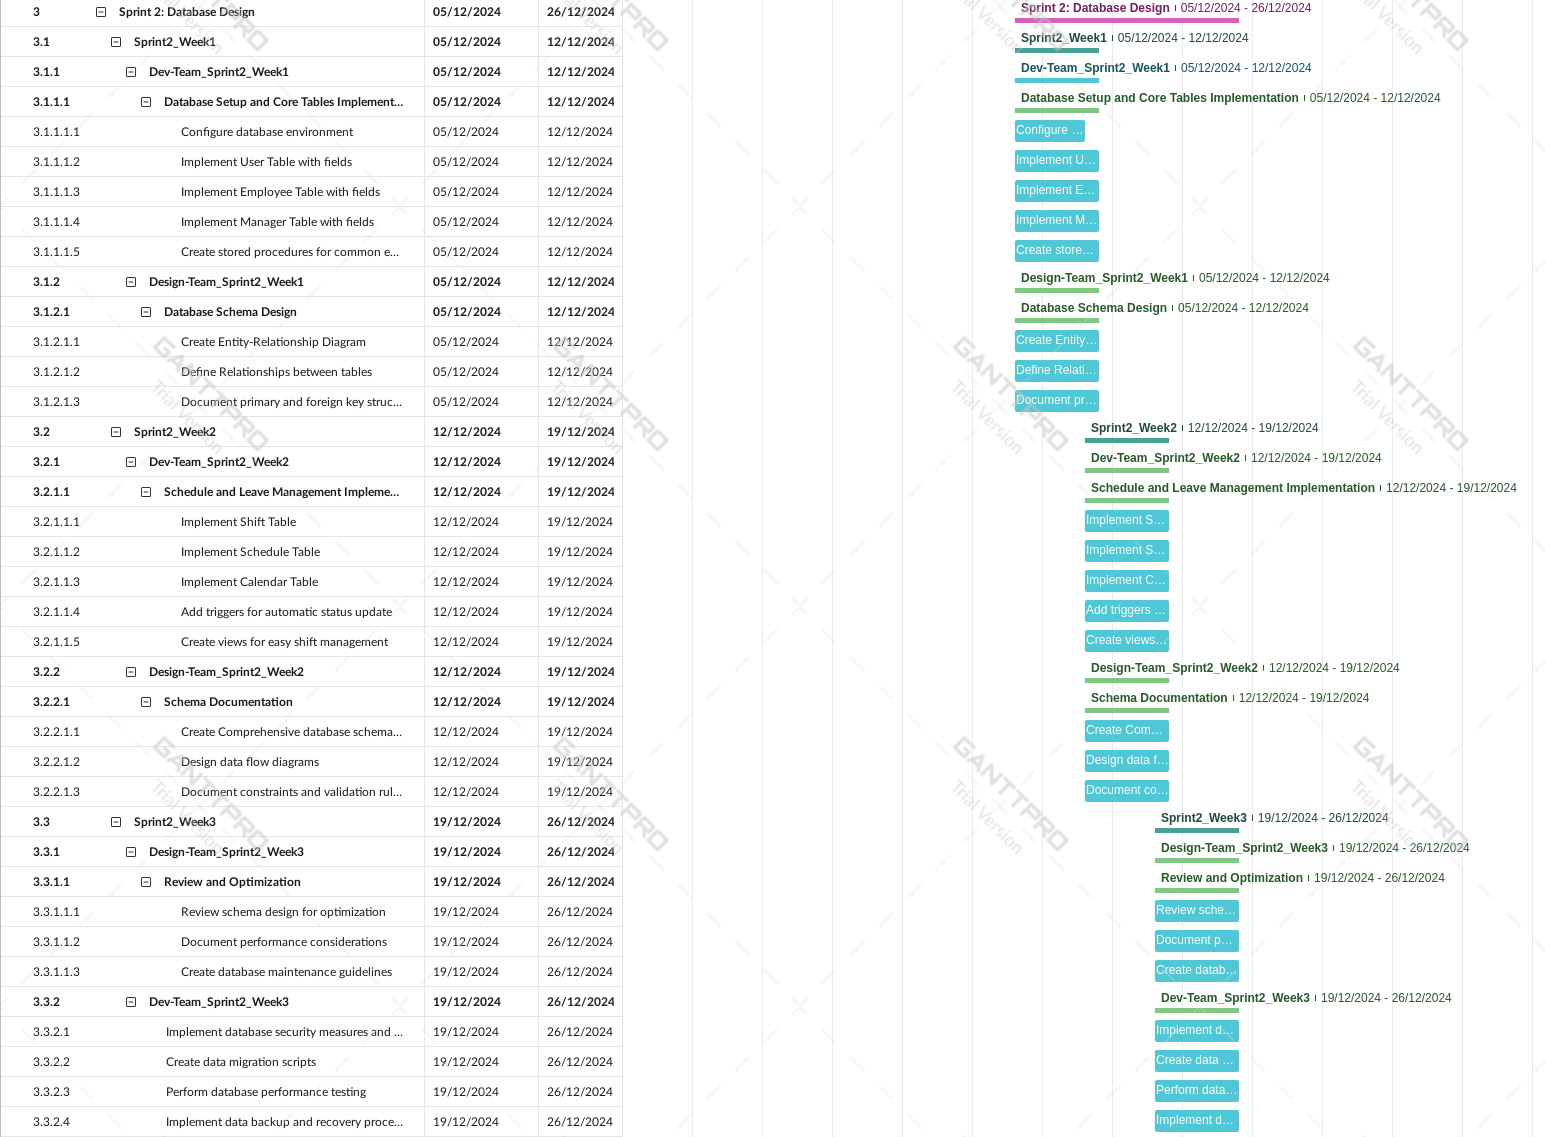 3 Sprint 2: Database Design 05/12/2024 26/12/2024 Sprint 2: Database Design 05/12/2024 - 26/12/2024
3.1 Sprint2_Week1 05/12/2024 12/12/2024 Sprint2_Week1 05/12/2024 - 12/12/2024
3.1.1 Dev-Team_Sprint2_Week1 05/12/2024 12/12/2024 Dev-Team_Sprint2_Week1 05/12/2024 - 12/12/2024
3.1.1.1 Database Setup and Core Tables Implement... 05/12/2024 12/12/2024 Database Setup and Core Tables Implementation 05/12/2024 - 12/12/2024
3.1.1.1.1 Configure database environment 05/12/2024 12/12/2024 Configure ...
3.1.1.1.2 Implement User Table with fields 05/12/2024 12/12/2024 Implement U...
3.1.1.1.3 Implement Employee Table with fields 05/12/2024 12/12/2024 Implement E...
3.1.1.1.4 Implement Manager Table with fields 05/12/2024 12/12/2024 Implement M...
3.1.1.1.5 Create stored procedures for common e... 05/12/2024 12/12/2024 Create store...
3.1.2 Design-Team_Sprint2_Week1 05/12/2024 12/12/2024 Design-Team_Sprint2_Week1 05/12/2024 - 12/12/2024
3.1.2.1 Database Schema Design 05/12/2024 12/12/2024 Database Schema Design 05/12/2024 - 12/12/2024
3.1.2.1.1 Create Entity-Relationship Diagram 05/12/2024 12/12/2024 Create Entity...
3.1.2.1.2 Define Relationships between tables 05/12/2024 12/12/2024 Define Relati...
3.1.2.1.3 Document primary and foreign key struc... 05/12/2024 12/12/2024 Document pr...
3.2 Sprint2_Week2 12/12/2024 19/12/2024 Sprint2_Week2 12/12/2024 - 19/12/2024
3.2.1 Dev-Team_Sprint2_Week2 12/12/2024 19/12/2024 Dev-Team_Sprint2_Week2 12/12/2024 - 19/12/2024
3.2.1.1 Schedule and Leave Management Impleme... 12/12/2024 19/12/2024 Schedule and Leave Management Implementation 12/12/2024 - 19/12/2024
3.2.1.1.1 Implement Shift Table 12/12/2024 19/12/2024 Implement S...
3.2.1.1.2 Implement Schedule Table 12/12/2024 19/12/2024 Implement S...
3.2.1.1.3 Implement Calendar Table 12/12/2024 19/12/2024 Implement C...
3.2.1.1.4 Add triggers for automatic status update 12/12/2024 19/12/2024 Add triggers ...
3.2.1.1.5 Create views for easy shift management 12/12/2024 19/12/2024 Create views...
3.2.2 Design-Team_Sprint2_Week2 12/12/2024 19/12/2024 Design-Team_Sprint2_Week2 12/12/2024 - 19/12/2024
3.2.2.1 Schema Documentation 12/12/2024 19/12/2024 Schema Documentation 12/12/2024 - 19/12/2024
3.2.2.1.1 Create Comprehensive database schema... 12/12/2024 19/12/2024 Create Com...
3.2.2.1.2 Design data flow diagrams 12/12/2024 19/12/2024 Design data f...
3.2.2.1.3 Document constraints and validation rul... 12/12/2024 19/12/2024 Document co...
3.3 Sprint2_Week3 19/12/2024 26/12/2024 Sprint2_Week3 19/12/2024 - 26/12/2024
3.3.1 Design-Team_Sprint2_Week3 19/12/2024 26/12/2024 Design-Team_Sprint2_Week3 19/12/2024 - 26/12/2024
3.3.1.1 Review and Optimization 19/12/2024 26/12/2024 Review and Optimization 19/12/2024 - 26/12/2024
3.3.1.1.1 Review schema design for optimization 19/12/2024 26/12/2024 Review sche...
3.3.1.1.2 Document performance considerations 19/12/2024 26/12/2024 Document p...
3.3.1.1.3 Create database maintenance guidelines 19/12/2024 26/12/2024 Create datab...
3.3.2 Dev-Team_Sprint2_Week3 19/12/2024 26/12/2024 Dev-Team_Sprint2_Week3 19/12/2024 - 26/12/2024
3.3.2.1 Implement database security measures and ... 19/12/2024 26/12/2024 Implement d...
3.3.2.2 Create data migration scripts 19/12/2024 26/12/2024 Create data ...
3.3.2.3 Perform database performance testing 19/12/2024 26/12/2024 Perform data...
3.3.2.4 Implement data backup and recovery proce... 19/12/2024 26/12/2024 Implement d...
GANTTPRO
Trial Version
GANTTPRO
Trial Version
GANTTPRO
Trial Version
GANTTPRO
Trial Version
GANTTPRO
Trial Version
GANTTPRO
Trial Version
GANTTPRO
Trial Version
GANTTPRO
Trial Version